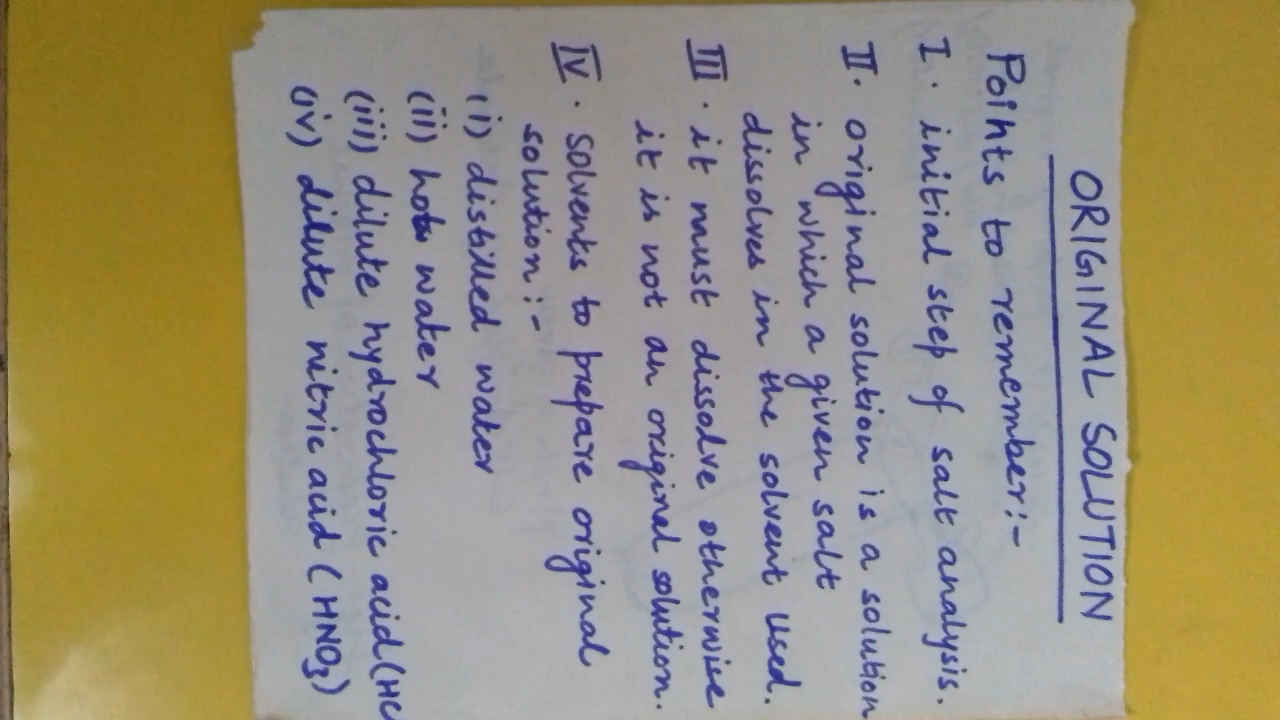 ORIGINAL SOLUTION
Points to remember:-
I. initial step of salt analysis.
II. original solution is a solution
in which a given salt
dissolves in the solvent used.
III. it must dissolve otherwise
it is not an original solution.
IV. solvents to prepare original
solution:-
(i) distilled water
(ii) hot water
(iii) dilute hydrochloric acid (HCl
(iv) dilute nitric acid (HNO₃)